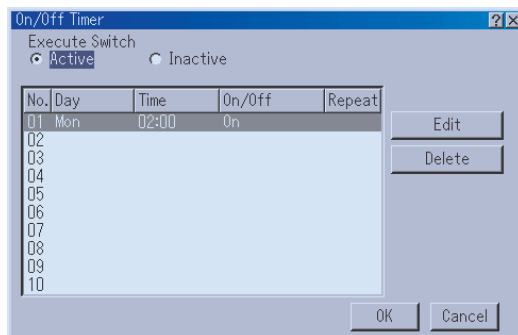 On/Off Timer ? ×
Execute Switch
Active Inactive
No. Day Time On/Off Repeat
01 Mon 02:00 On
02
03
04
05
06
07
08
09
10
Edit
Delete
OK Cancel